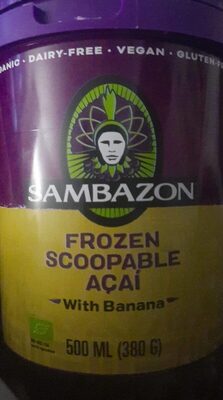 ANIC · DAIRY-FREE · VEGAN · GLUTEN-F
SAMBAZON
FROZEN
SCOOPABLE
AÇAÍ
With Banana
500 ML (380 G)